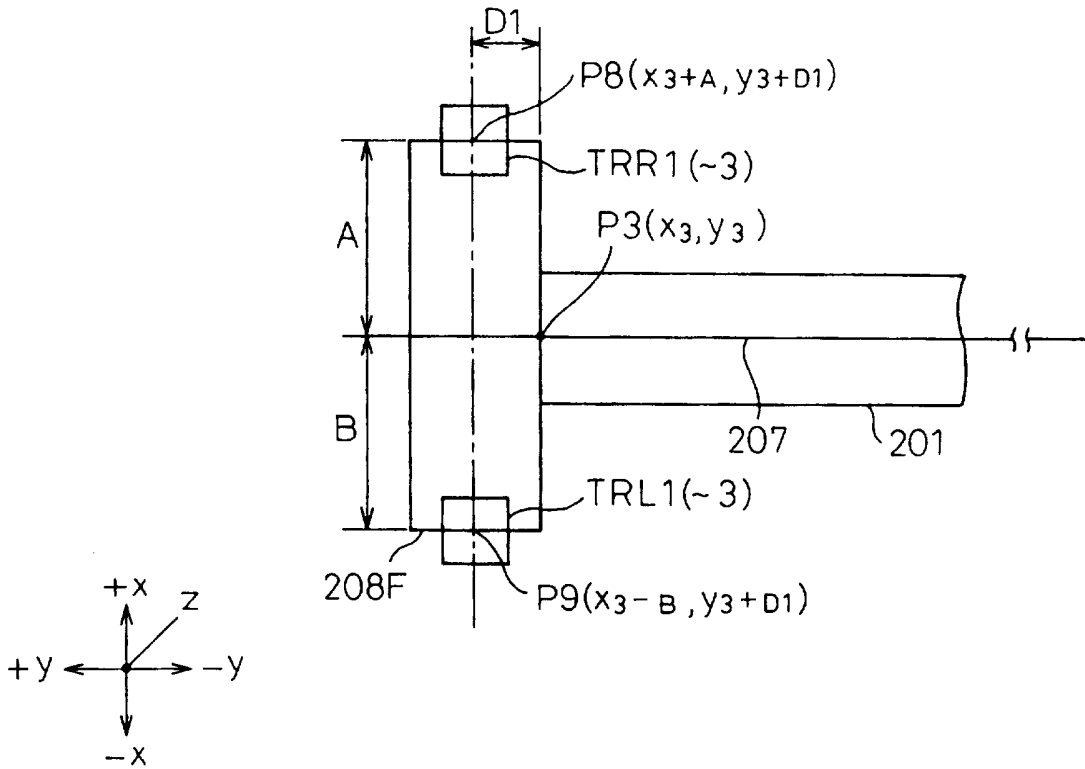 D1
P8(x3+A, y3+D1)
TRR1(~3)
A
P3(x3, y3)
B
207
201
TRL1(~3)
208F
P9(x3-B, y3+D1)
+x
z
+y
-y
-x